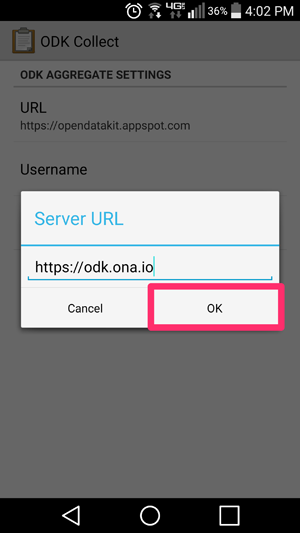 4G 36% 4:02 PM
ODK Collect
ODK AGGREGATE SETTINGS
URL
https://opendatakit.appspot.com
Username
Server URL
https://odk.ona.io
Cancel OK